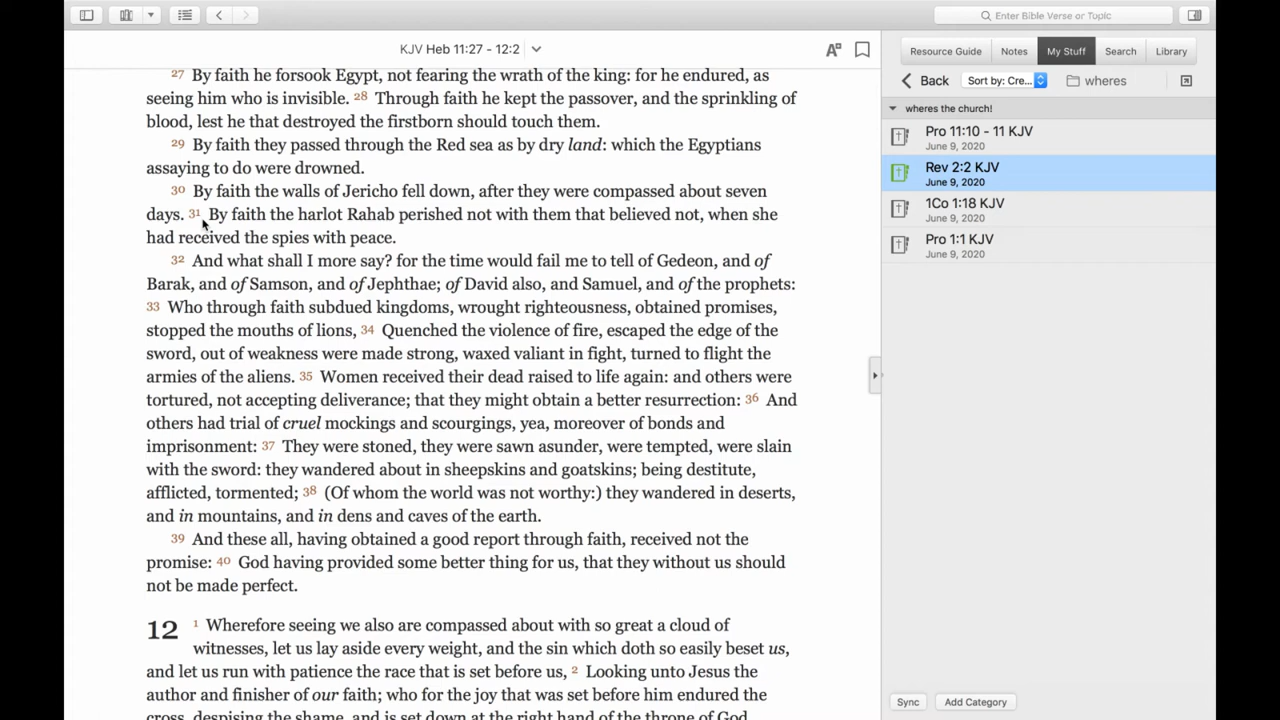 Enter Bible Verse or Topic
KJV Heb 11:27 - 12:2
27 By faith he forsook Egypt, not fearing the wrath of the king: for he endured, as
seeing him who is invisible. 28 Through faith he kept the passover, and the sprinkling of
blood, lest he that destroyed the firstborn should touch them.
29 By faith they passed through the Red sea as by dry land: which the Egyptians
assaying to do were drowned.
30 By faith the walls of Jericho fell down, after they were compassed about seven
days. 31 By faith the harlot Rahab perished not with them that believed not, when she
had received the spies with peace.
32 And what shall I more say? for the time would fail me to tell of Gedeon, and of
Barak, and of Samson, and of Jephthae; of David also, and Samuel, and of the prophets:
33 Who through faith subdued kingdoms, wrought righteousness, obtained promises,
stopped the mouths of lions, 34 Quenched the violence of fire, escaped the edge of the
sword, out of weakness were made strong, waxed valiant in fight, turned to flight the
armies of the aliens. 35 Women received their dead raised to life again: and others were
tortured, not accepting deliverance; that they might obtain a better resurrection: 36 And
others had trial of cruel mockings and scourgings, yea, moreover of bonds and
imprisonment: 37 They were stoned, they were sawn asunder, were tempted, were slain
with the sword: they wandered about in sheepskins and goatskins; being destitute,
afflicted, tormented; 38 (Of whom the world was not worthy:) they wandered in deserts,
and in mountains, and in dens and caves of the earth.
39 And these all, having obtained a good report through faith, received not the
promise: 40 God having provided some better thing for us, that they without us should
not be made perfect.
12 1 Wherefore seeing we also are compassed about with so great a cloud of
witnesses, let us lay aside every weight, and the sin which doth so easily beset us,
and let us run with patience the race that is set before us, 2 Looking unto Jesus the
author and finisher of our faith; who for the joy that was set before him endured the
cross, despising the shame, and is set down at the right hand of the throne of God.
Resource Guide Notes My Stuff Search Library
Back Sort by: Cre... wheres
wheres the church!
Pro 11:10 - 11 KJV
June 9, 2020
Rev 2:2 KJV
June 9, 2020
1Co 1:18 KJV
June 9, 2020
Pro 1:1 KJV
June 9, 2020
Sync Add Category